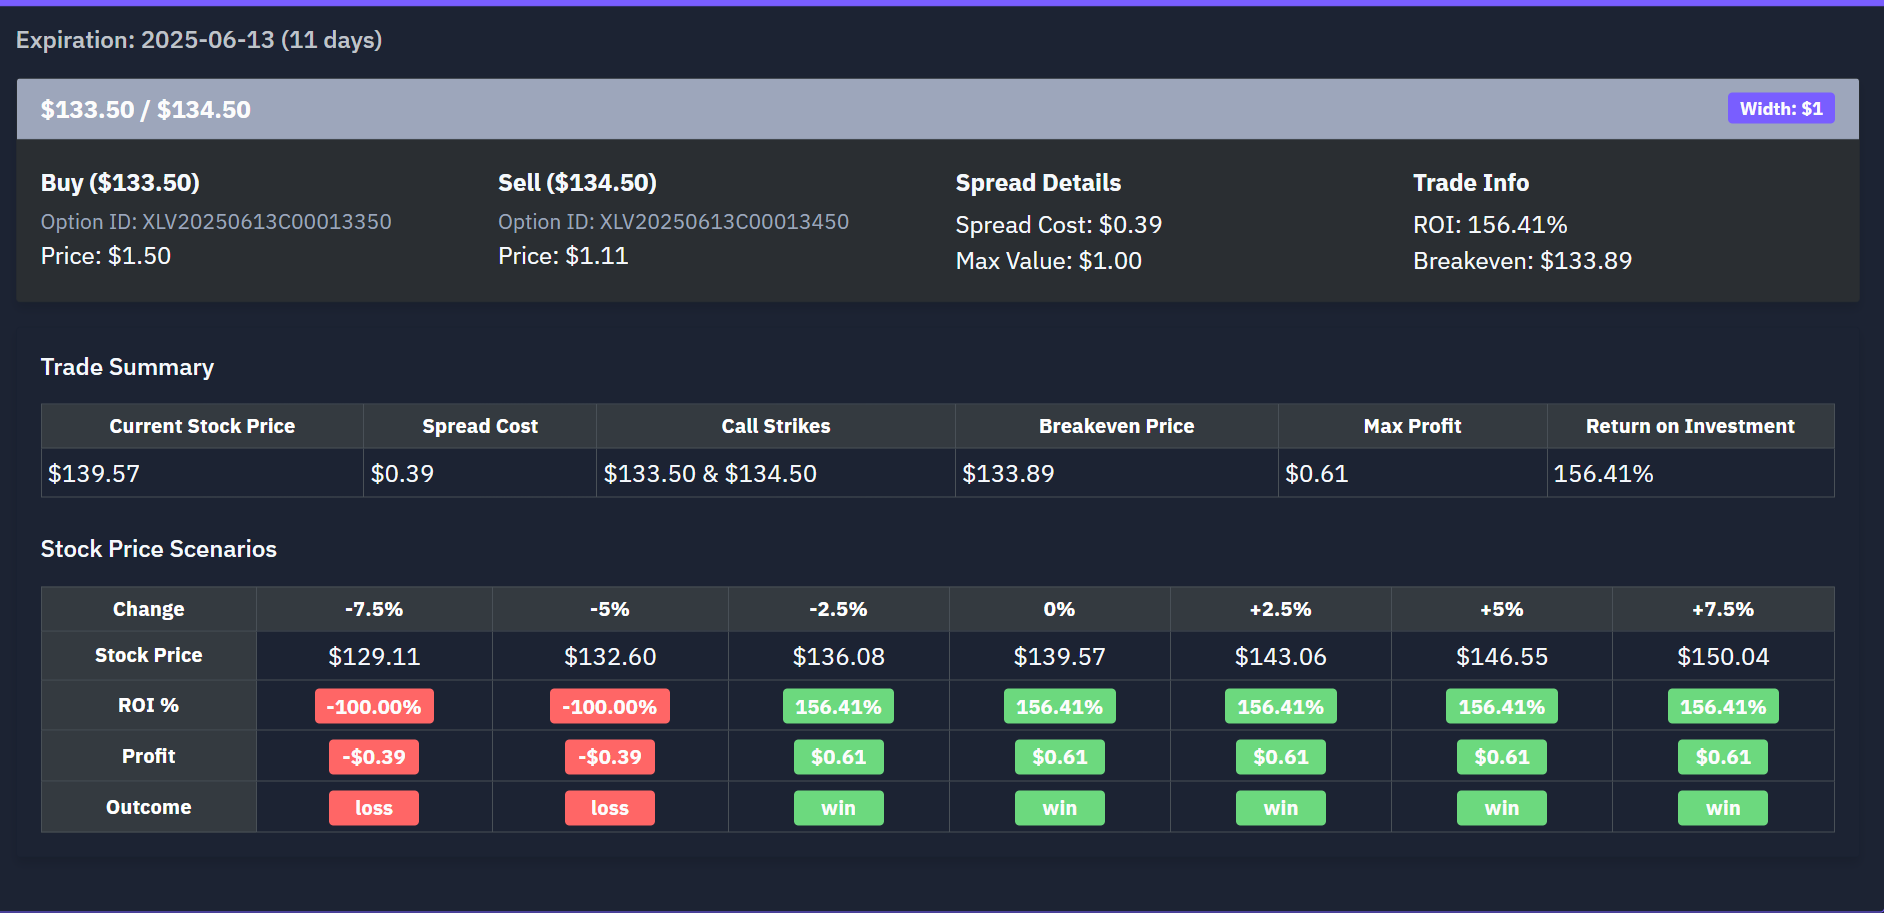 Expiration: 2025-06-13 (11 days)
$133.50 / $134.50
Width: $1
Buy ($133.50)
Option ID: XLV20250613C00013350
Price: $1.50
Sell ($134.50)
Option ID: XLV20250613C00013450
Price: $1.11
Spread Details
Spread Cost: $0.39
Max Value: $1.00
Trade Info
ROI: 156.41%
Breakeven: $133.89
Trade Summary
Current Stock Price Spread Cost Call Strikes Breakeven Price Max Profit Return on Investment
$139.57 $0.39 $133.50 & $134.50 $133.89 $0.61 156.41%
Stock Price Scenarios
Change -7.5% -5% -2.5% 0% +2.5% +5% +7.5%
Stock Price $129.11 $132.60 $136.08 $139.57 $143.06 $146.55 $150.04
ROI % -100.00% -100.00% 156.41% 156.41% 156.41% 156.41% 156.41%
Profit -$0.39 -$0.39 $0.61 $0.61 $0.61 $0.61 $0.61
Outcome loss loss win win win win win